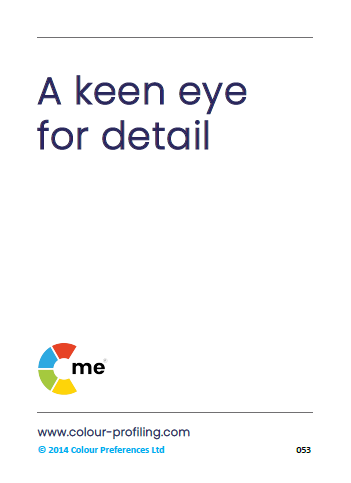 A keen eye
for detail
me®
www.colour-profiling.com
© 2014 Colour Preferences Ltd
053